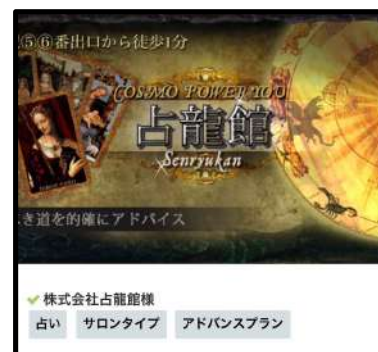 ⑤⑥番出口から徒歩1分
COSMO POWER YOU
占龍館
Senryukan
き道を的確にアドバイス
株式会社占龍館様
占い サロンタイプ アドバンスプラン